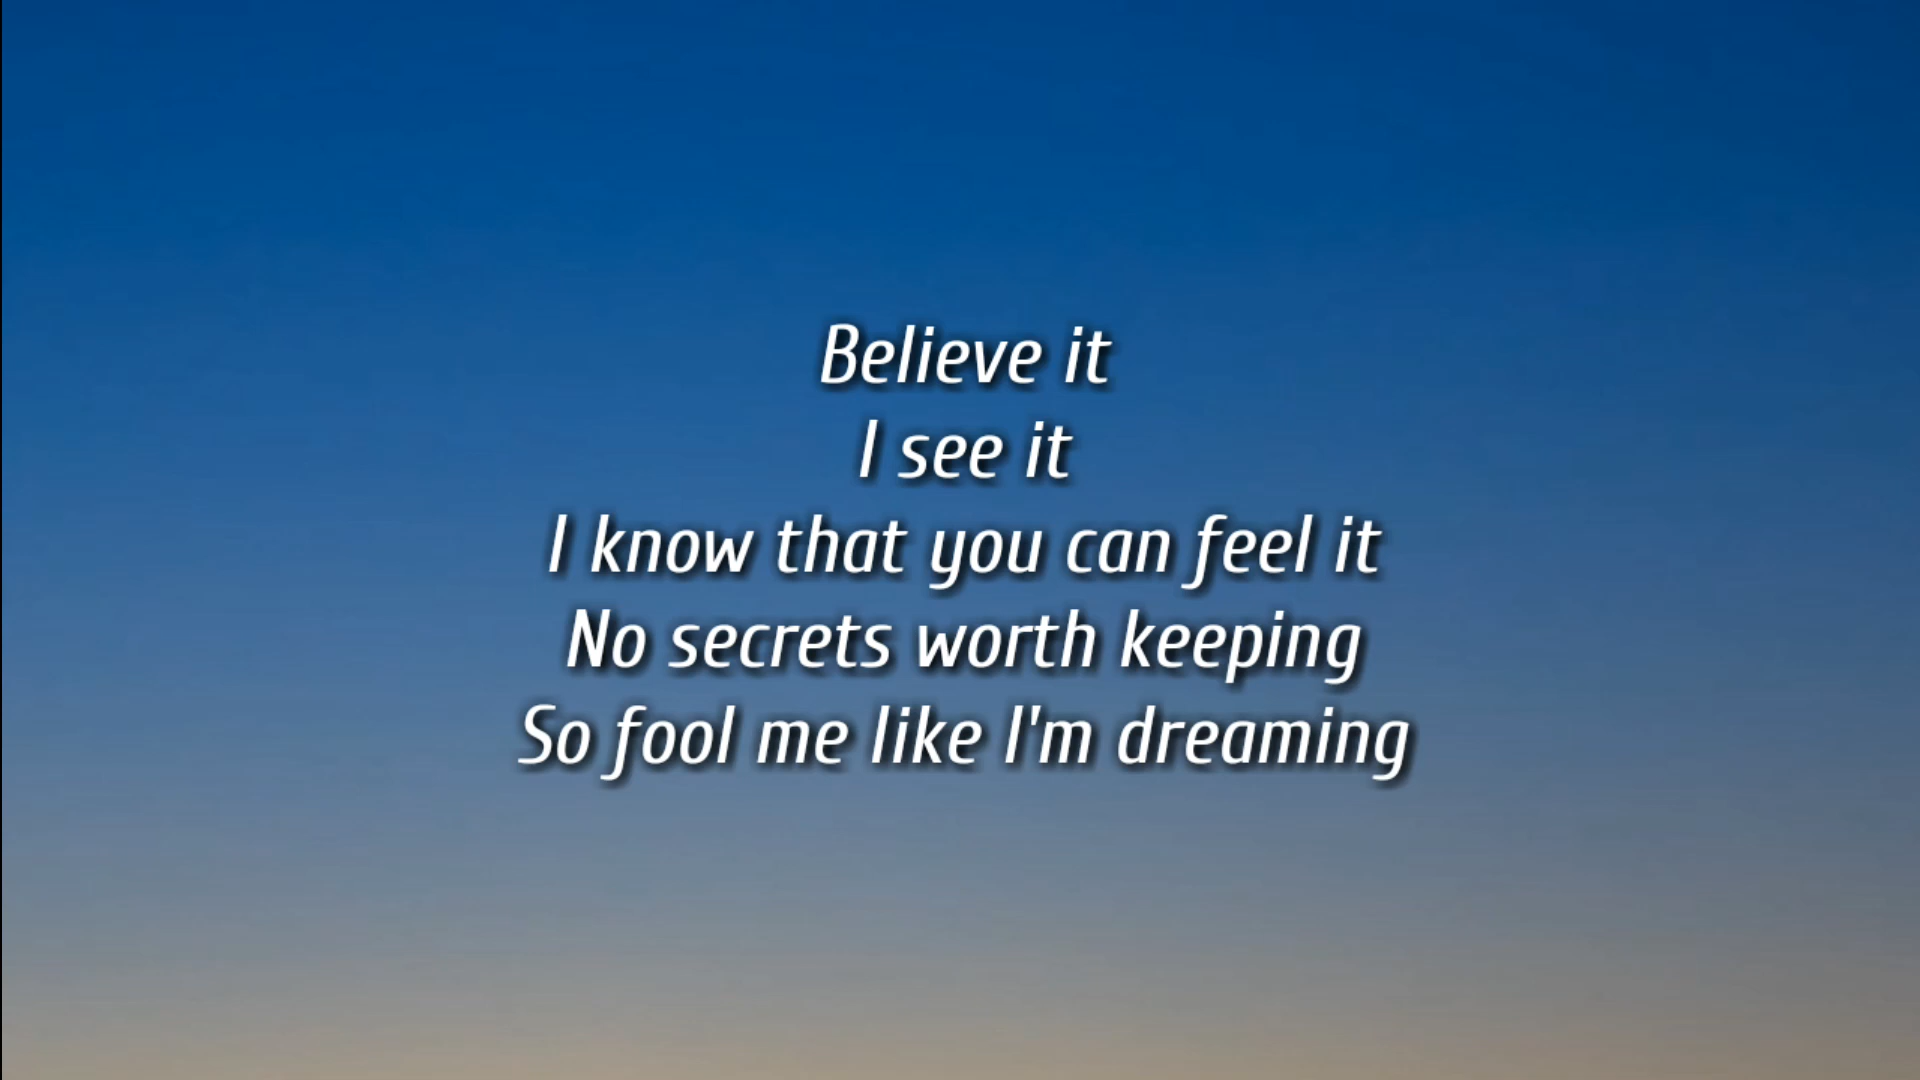 Believe it
I see it
I know that you can feel it
No secrets worth keeping
So fool me like I'm dreaming